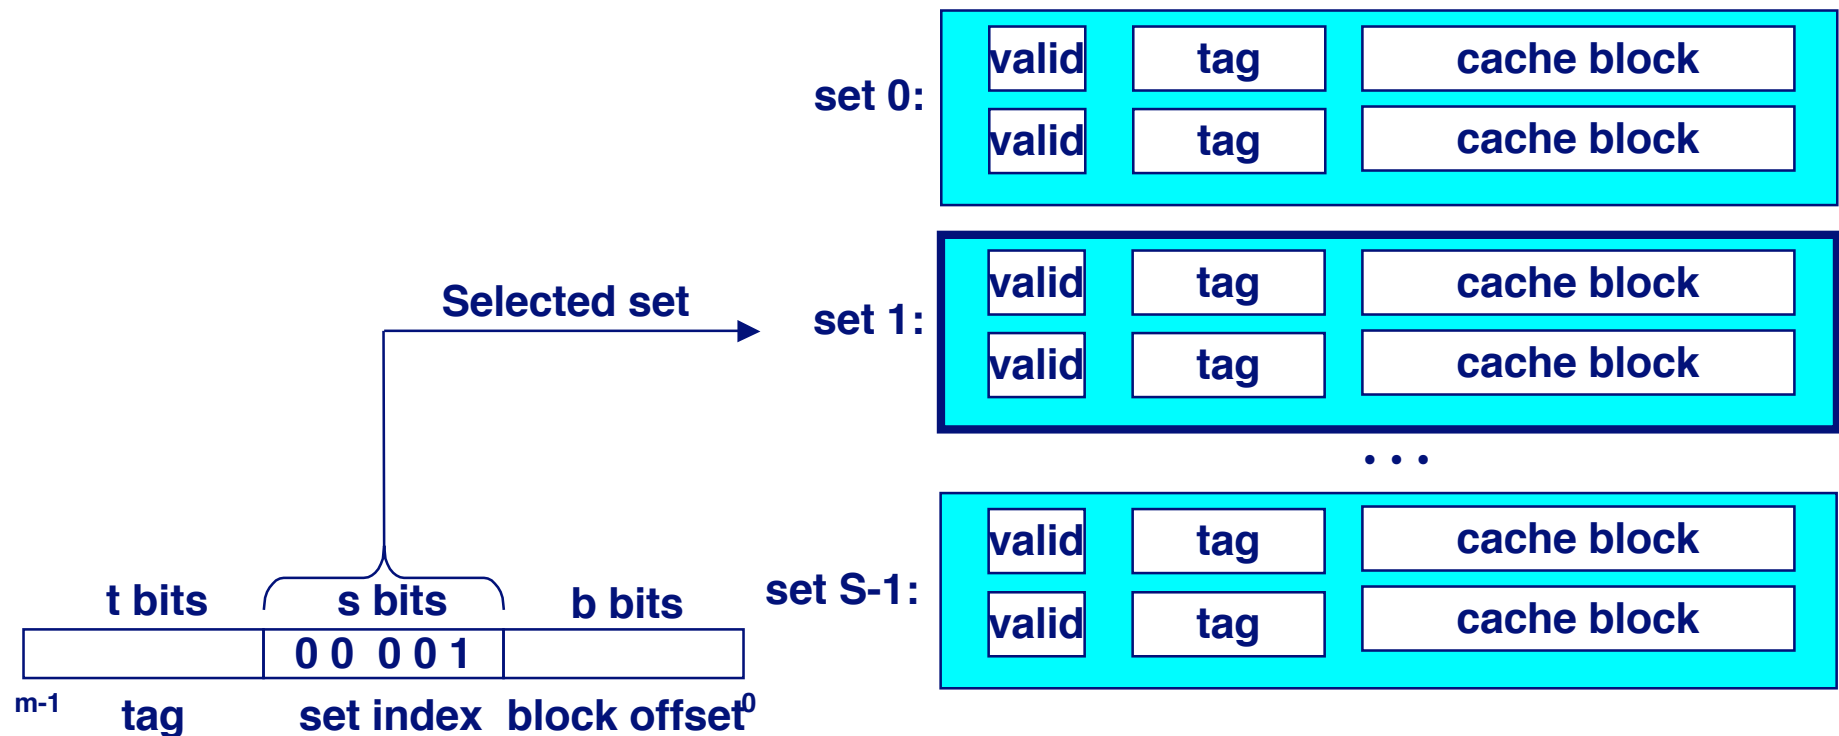 valid tag cache block
set 0:
valid tag cache block
valid tag cache block
Selected set
set 1:
valid tag cache block
. . .
valid tag cache block
set S-1:
valid tag cache block
t bits s bits b bits
0 0 0 0 1
m-1 0
tag set index block offset